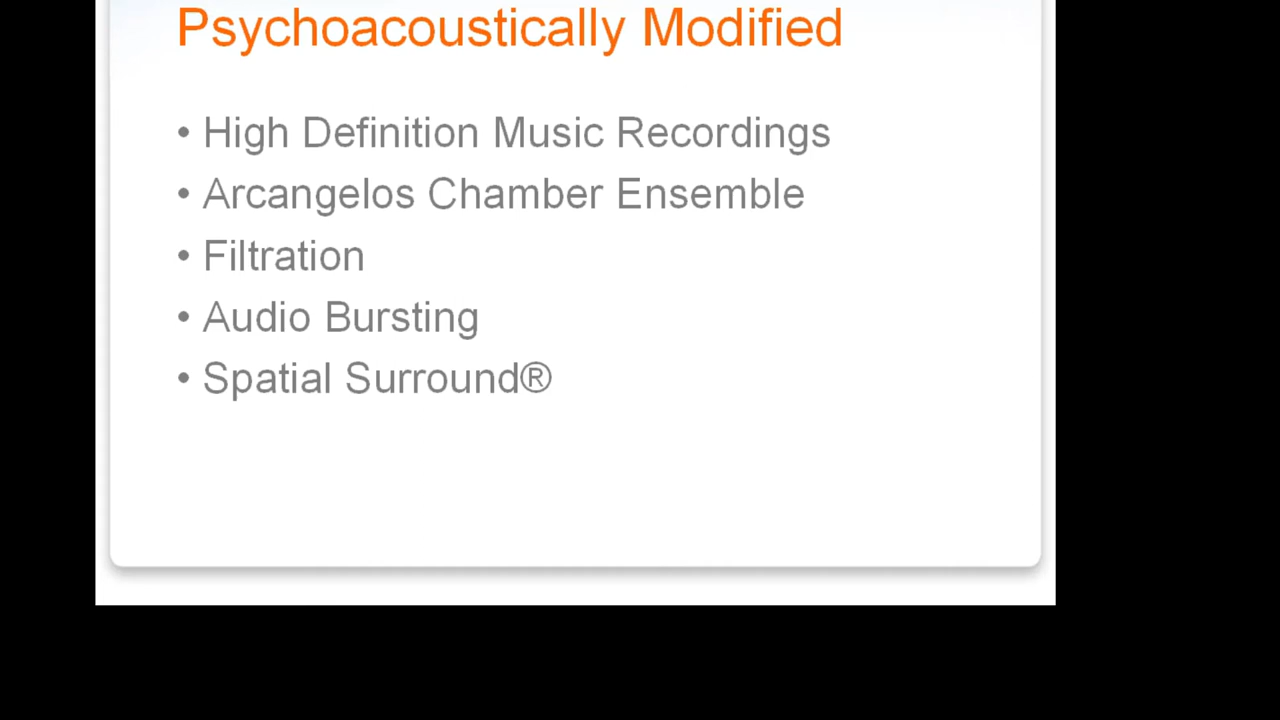 Psychoacoustically Modified
• High Definition Music Recordings
• Arcangelos Chamber Ensemble
• Filtration
• Audio Bursting
• Spatial Surround®